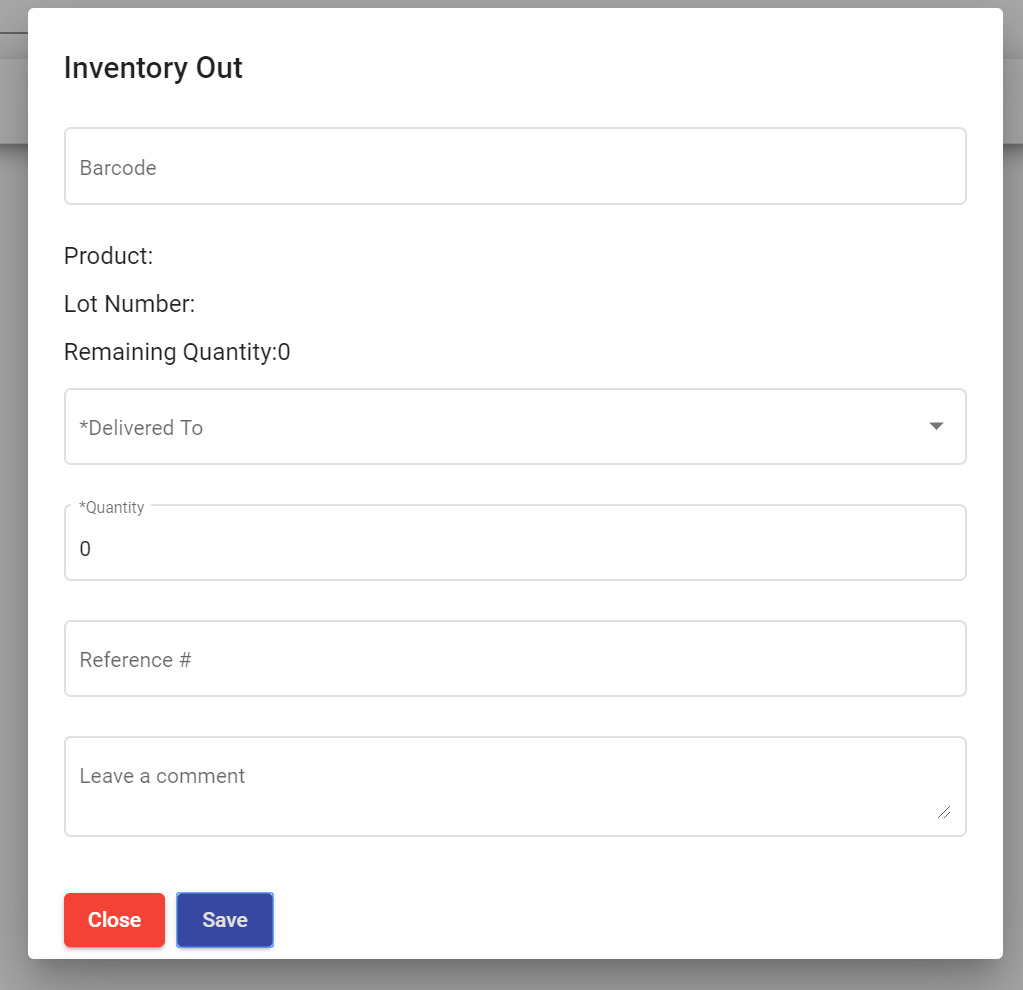 Inventory Out
Barcode
Product:
Lot Number:
Remaining Quantity:0
*Delivered To
*Quantity
0
Reference #
Leave a comment
Close Save